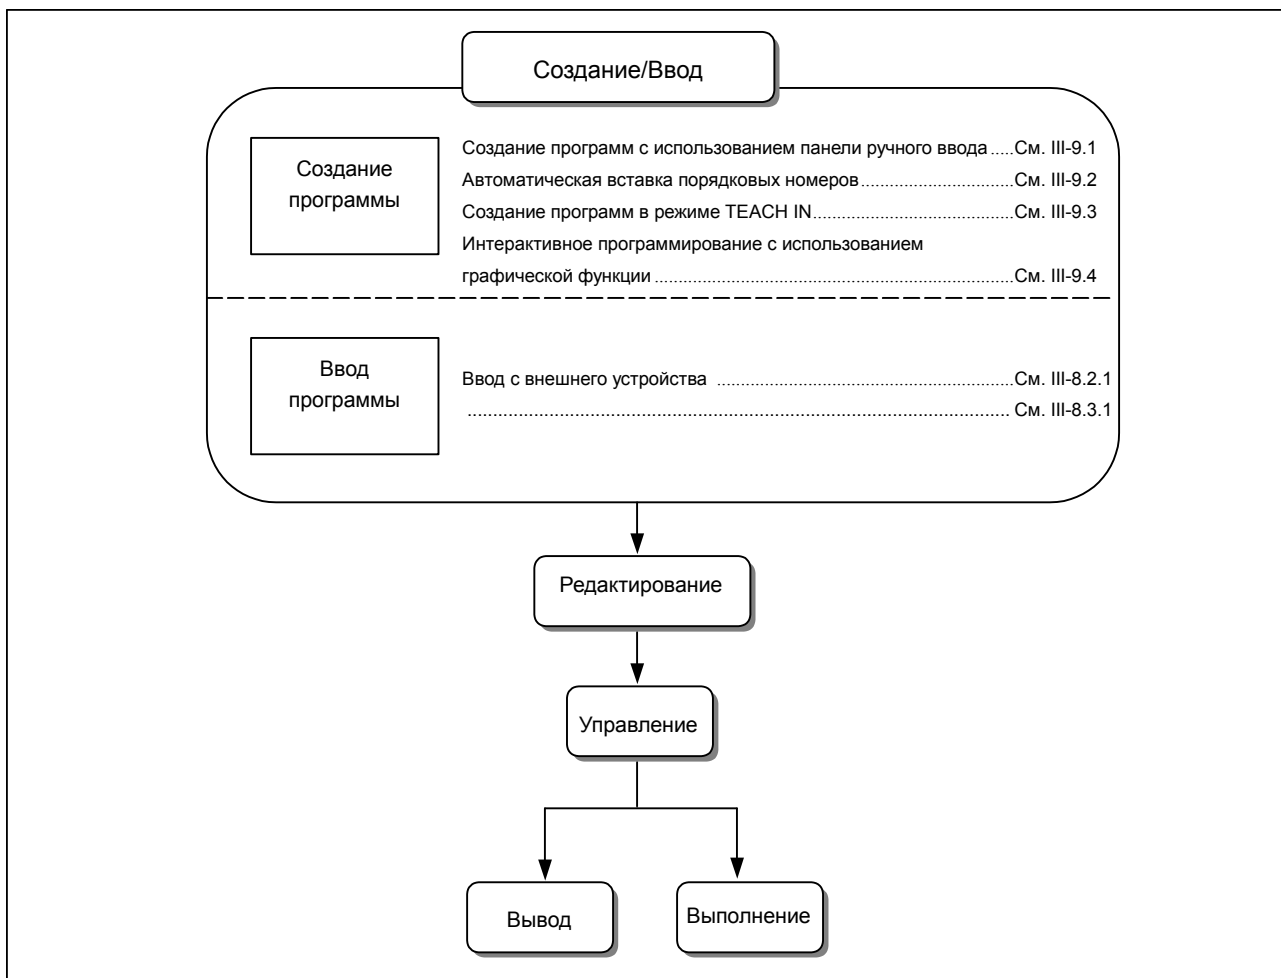 Создание/Ввод
Создание
программы
Создание программ с использованием панели ручного ввода.....См. III-9.1
Автоматическая вставка порядковых номеров..................................См. III-9.2
Создание программ в режиме TEACH IN............................................См. III-9.3
Интерактивное программирование с использованием
графической функции................................................................................См. III-9.4
Ввод
программы
Ввод с внешнего устройства ..................................................................См. III-8.2.1
........................................................................................................................ См. III-8.3.1
Редактирование
Управление
Вывод
Выполнение